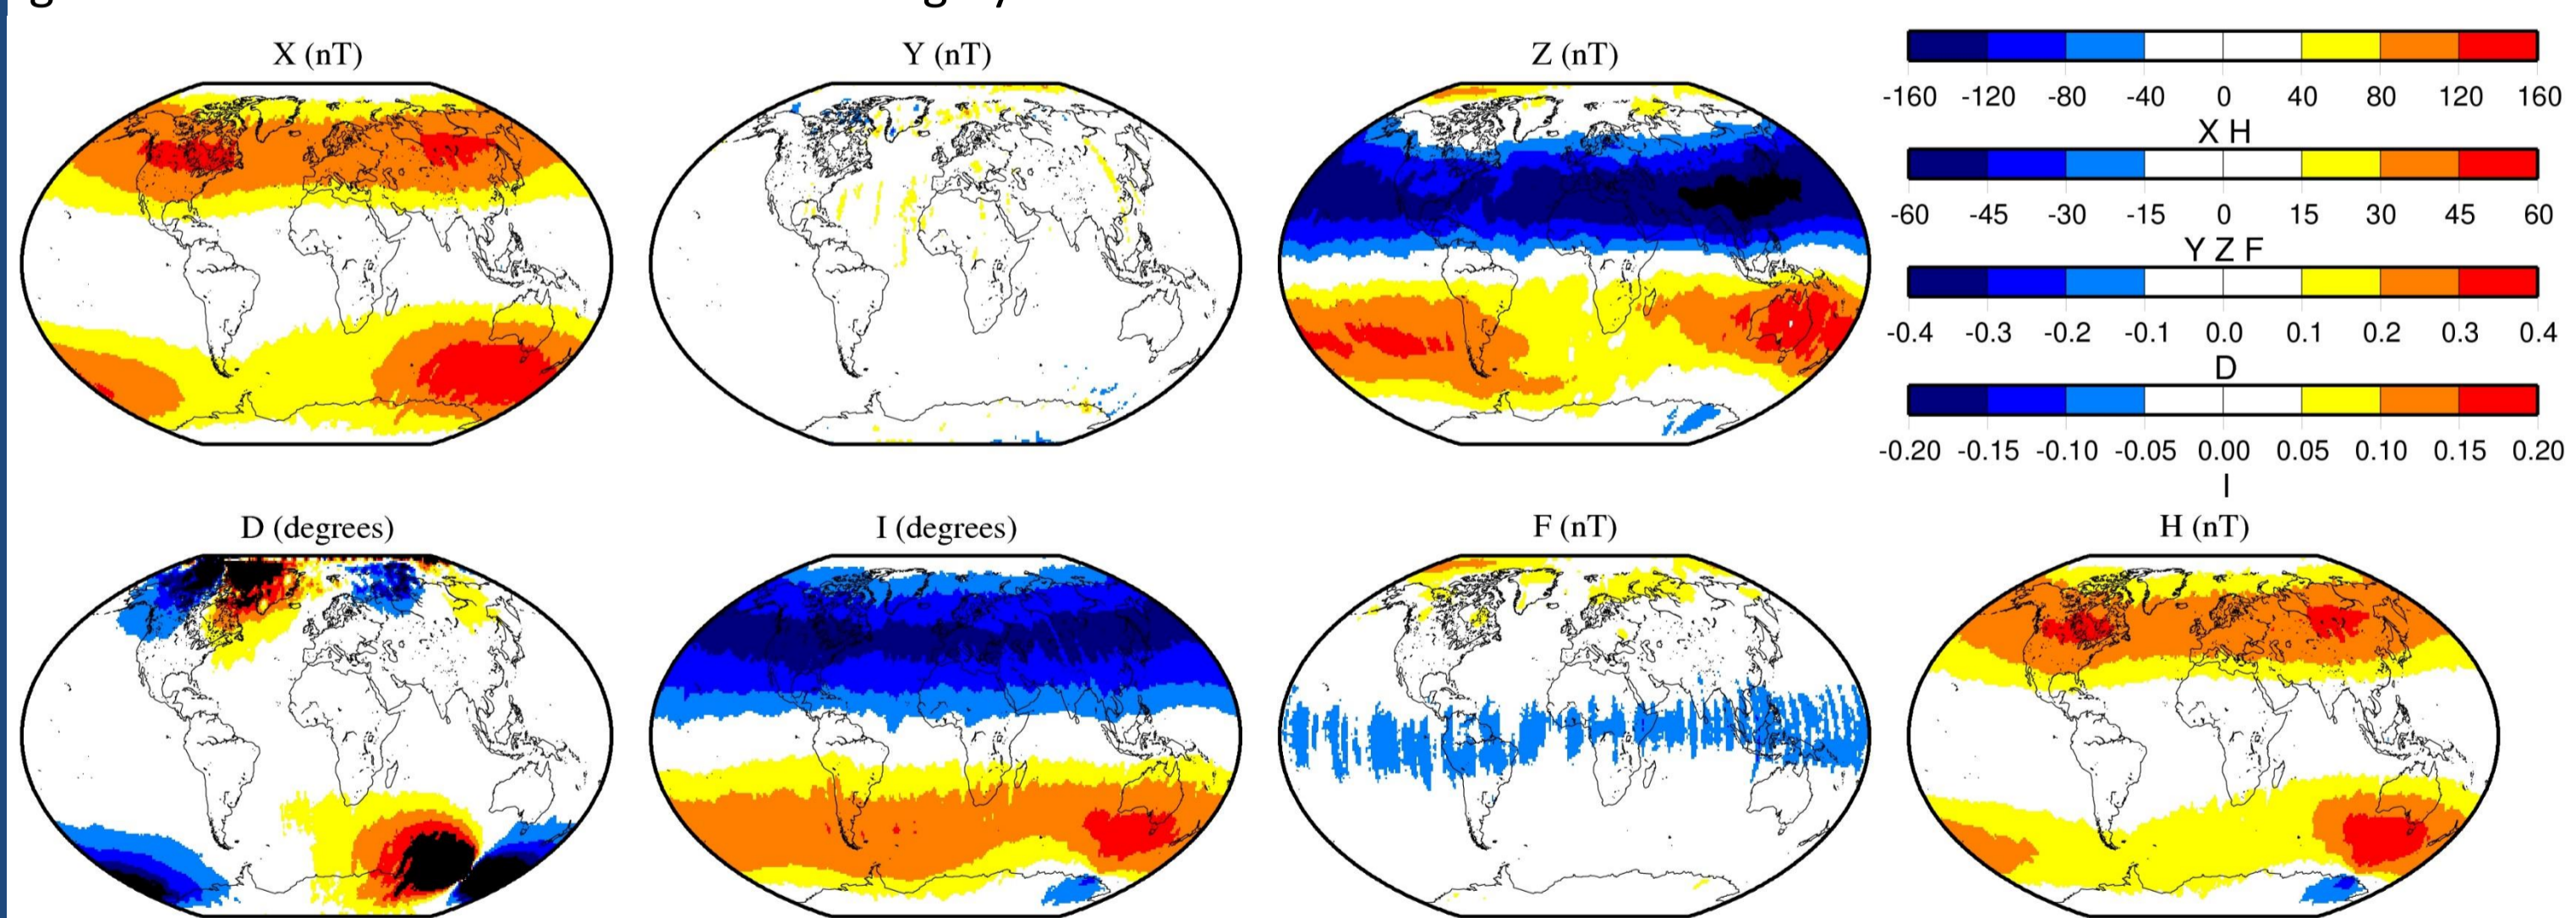 X (nT)
Y (nT)
Z (nT)
-160 -120 -80 -40 0 40 80 120 160
X H
-60 -45 -30 -15 0 15 30 45 60
Y Z F
-0.4 -0.3 -0.2 -0.1 0.0 0.1 0.2 0.3 0.4
D
-0.20 -0.15 -0.10 -0.05 0.00 0.05 0.10 0.15 0.20
I
D (degrees)
I (degrees)
F (nT)
H (nT)